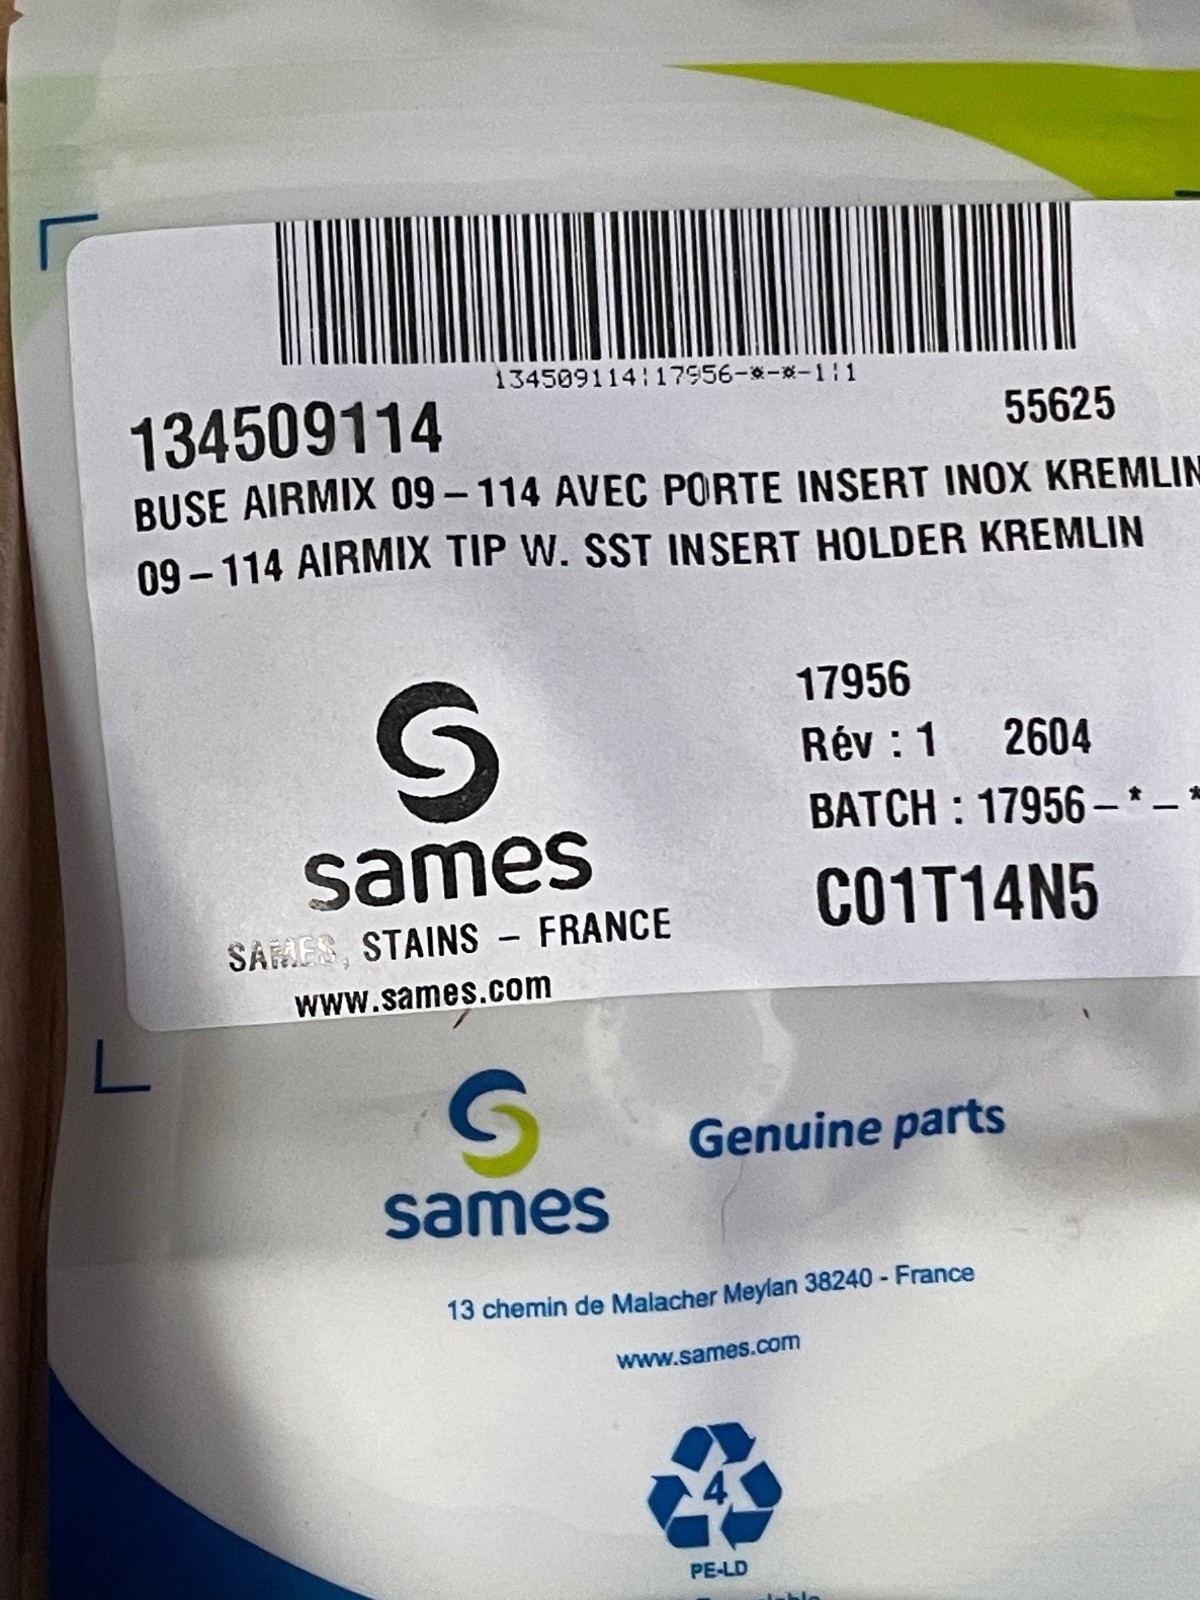 134509114¦17956-¤-¤-1¦1
134509114 55625
BUSE AIRMIX 09-114 AVEC PORTE INSERT INOX KREMLIN
09-114 AIRMIX TIP W. SST INSERT HOLDER KREMLIN
17956
Rév : 1 2604
BATCH : 17956-*-*
C01T14N5
sames
SAMES, STAINS - FRANCE
www.sames.com
sames
Genuine parts
13 chemin de Malacher Meylan 38240 - France
www.sames.com
4
PE-LD